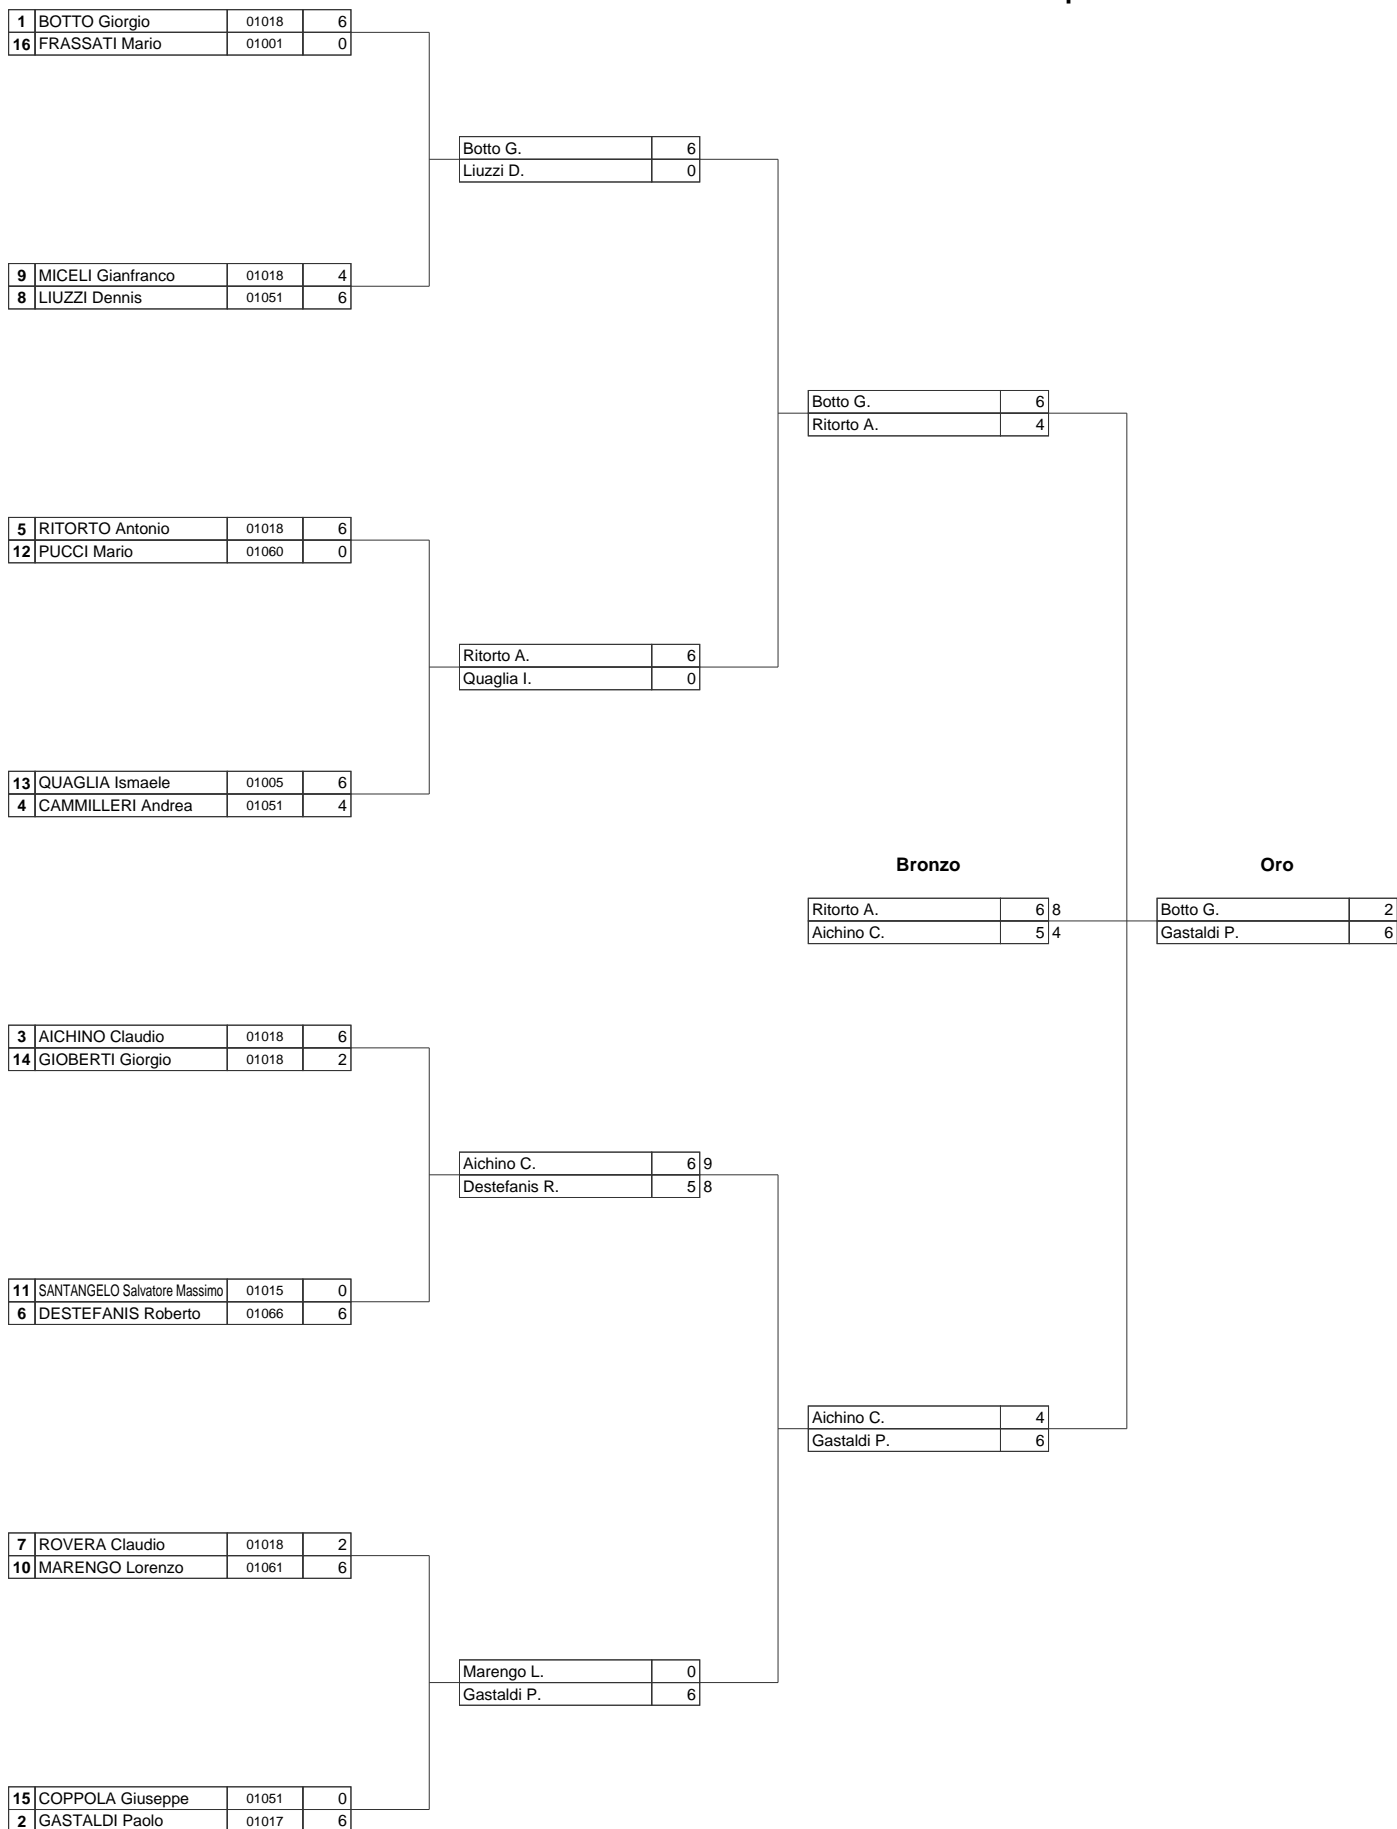 1 BOTTO Giorgio 01018 6
16 FRASSATI Mario 01001 0
Botto G. 6
Liuzzi D. 0
9 MICELI Gianfranco 01018 4
8 LIUZZI Dennis 01051 6
Botto G. 6
Ritorto A. 4
5 RITORTO Antonio 01018 6
12 PUCCI Mario 01060 0
Ritorto A. 6
Quaglia I. 0
13 QUAGLIA Ismaele 01005 6
4 CAMMILLERI Andrea 01051 4
Bronzo Oro
Ritorto A. 6 8 Botto G. 2
Aichino C. 5 4 Gastaldi P. 6
3 AICHINO Claudio 01018 6
14 GIOBERTI Giorgio 01018 2
Aichino C. 6 9
Destefanis R. 5 8
11 SANTANGELO Salvatore Massimo 01015 0
6 DESTEFANIS Roberto 01066 6
Aichino C. 4
Gastaldi P. 6
7 ROVERA Claudio 01018 2
10 MARENGO Lorenzo 01061 6
Marengo L. 0
Gastaldi P. 6
15 COPPOLA Giuseppe 01051 0
2 GASTALDI Paolo 01017 6